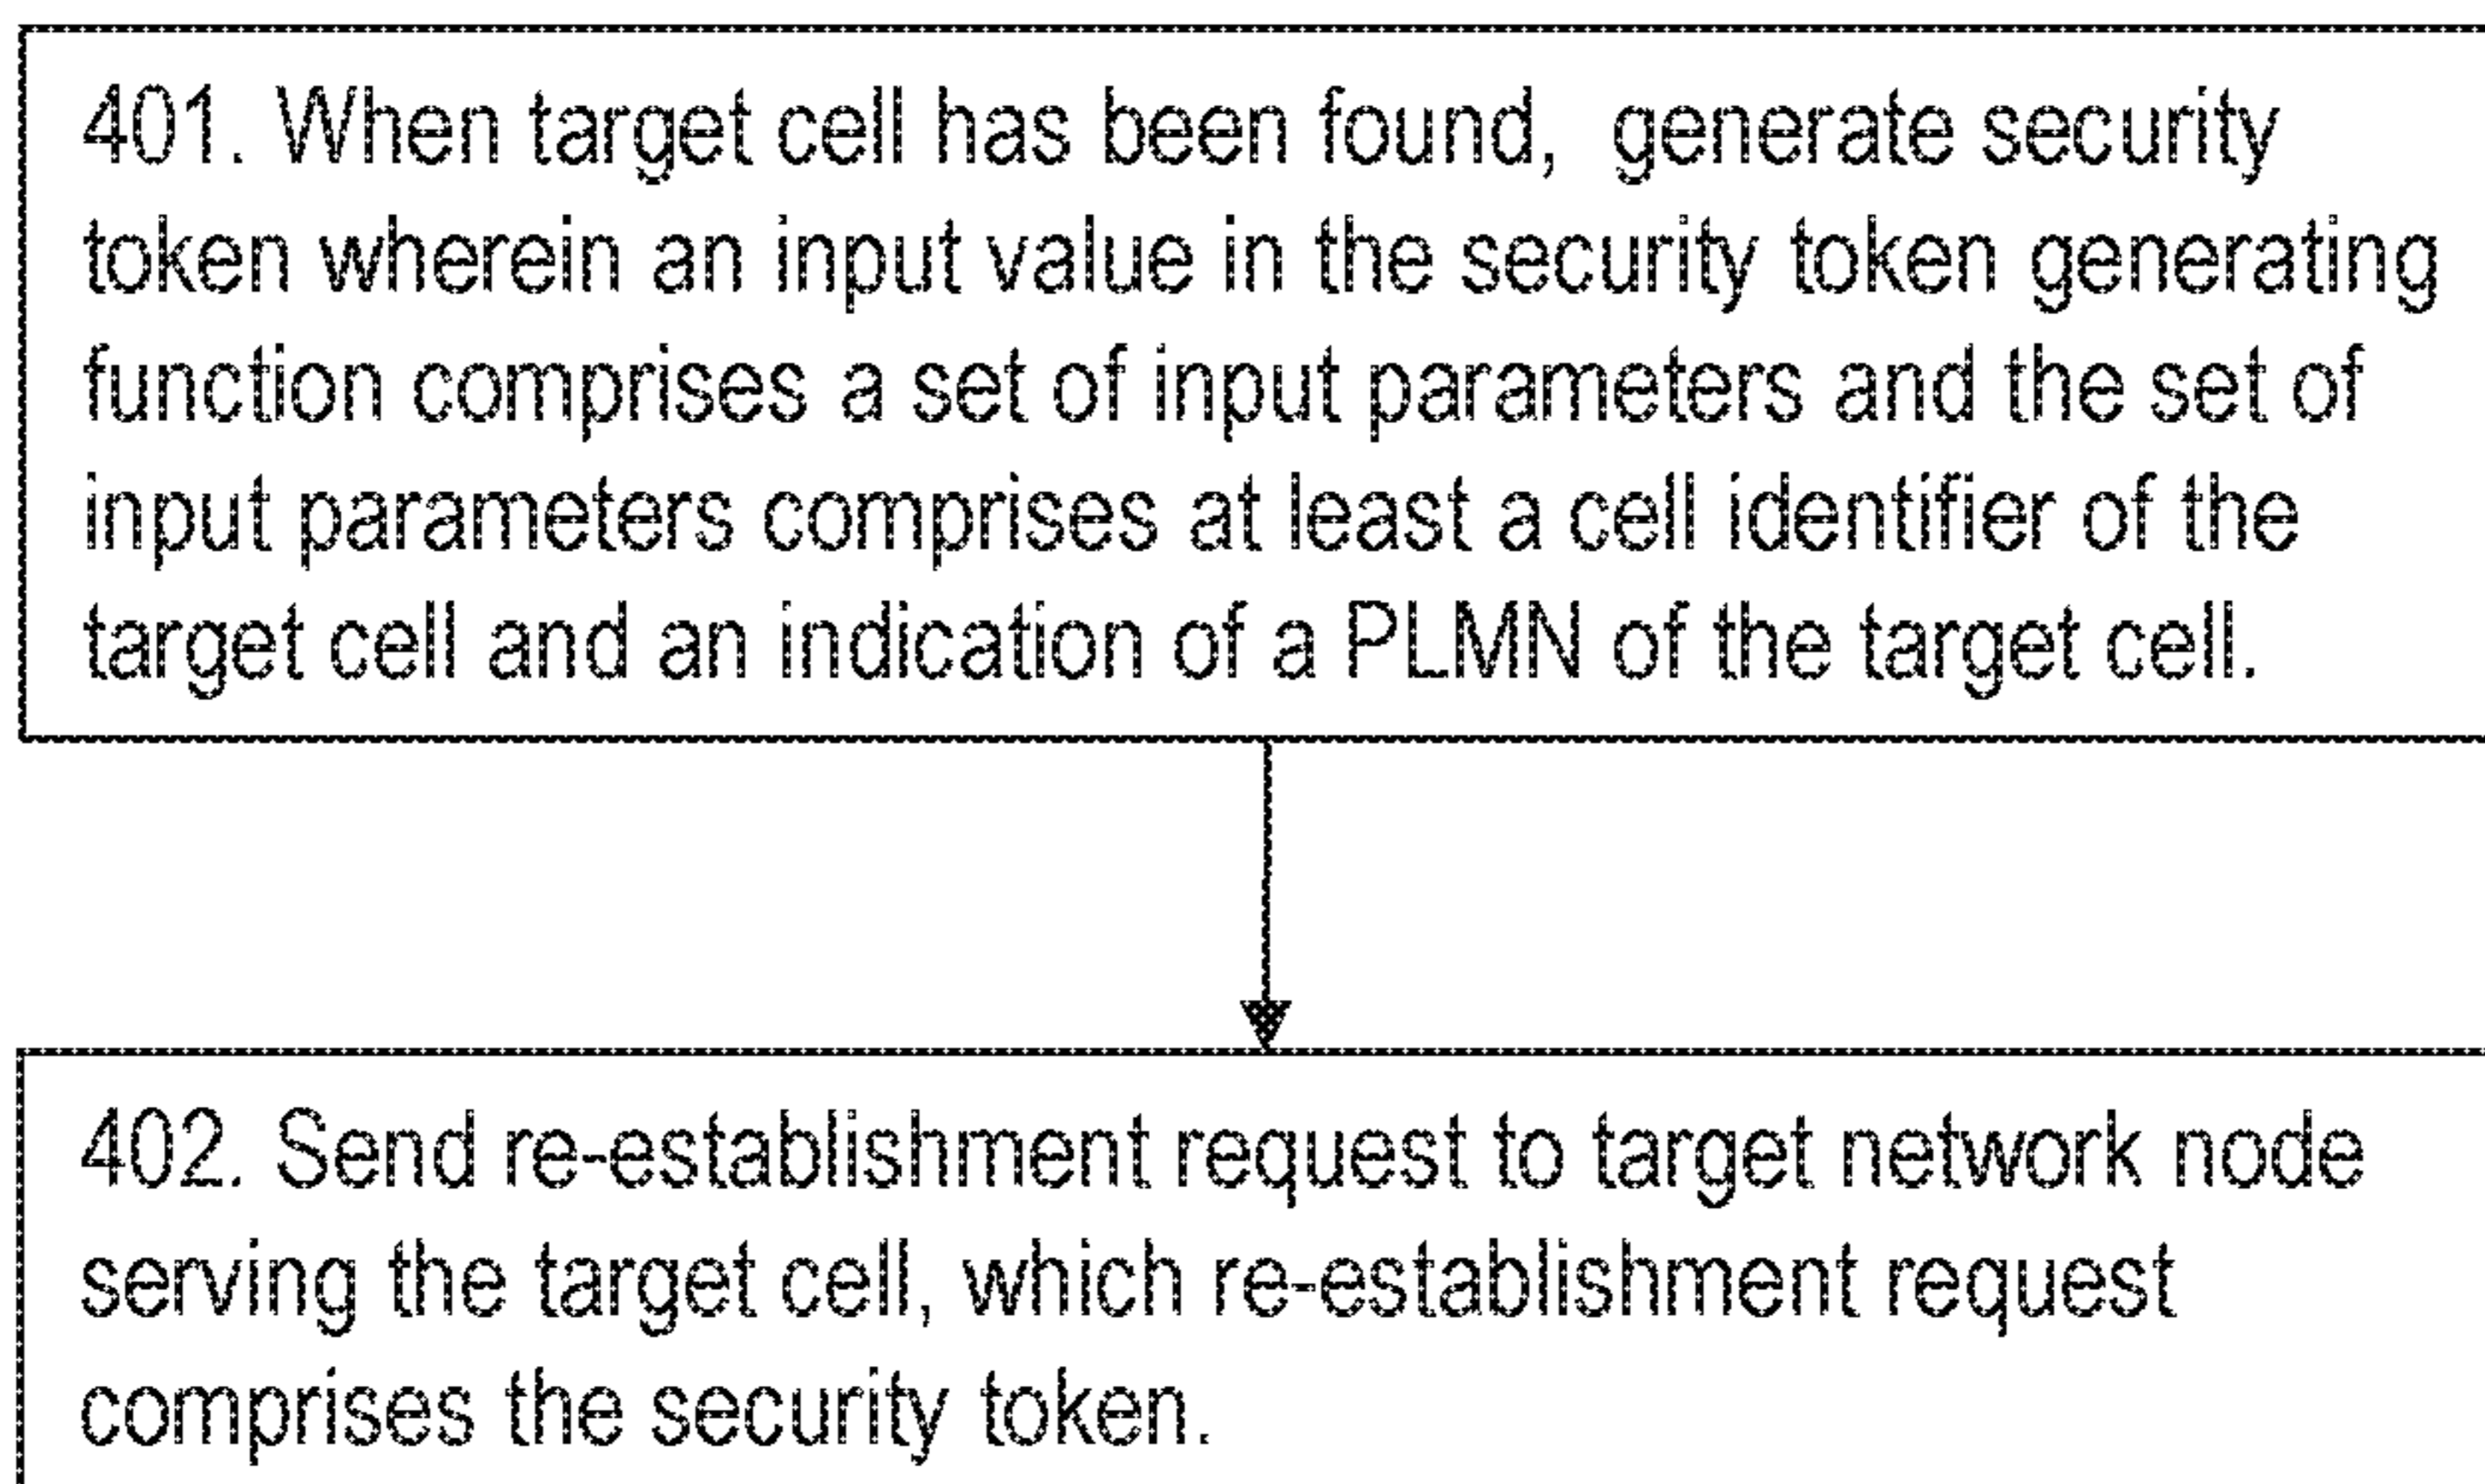 401. When target cell has been found, generate security
token wherein an input value in the security token generating
function comprises a set of input parameters and the set of
input parameters comprises at least a cell identifier of the
target cell and an indication of a PLMN of the target cell.
402. Send re-establishment request to target network node
serving the target cell, which re-establishment request
comprises the security token.